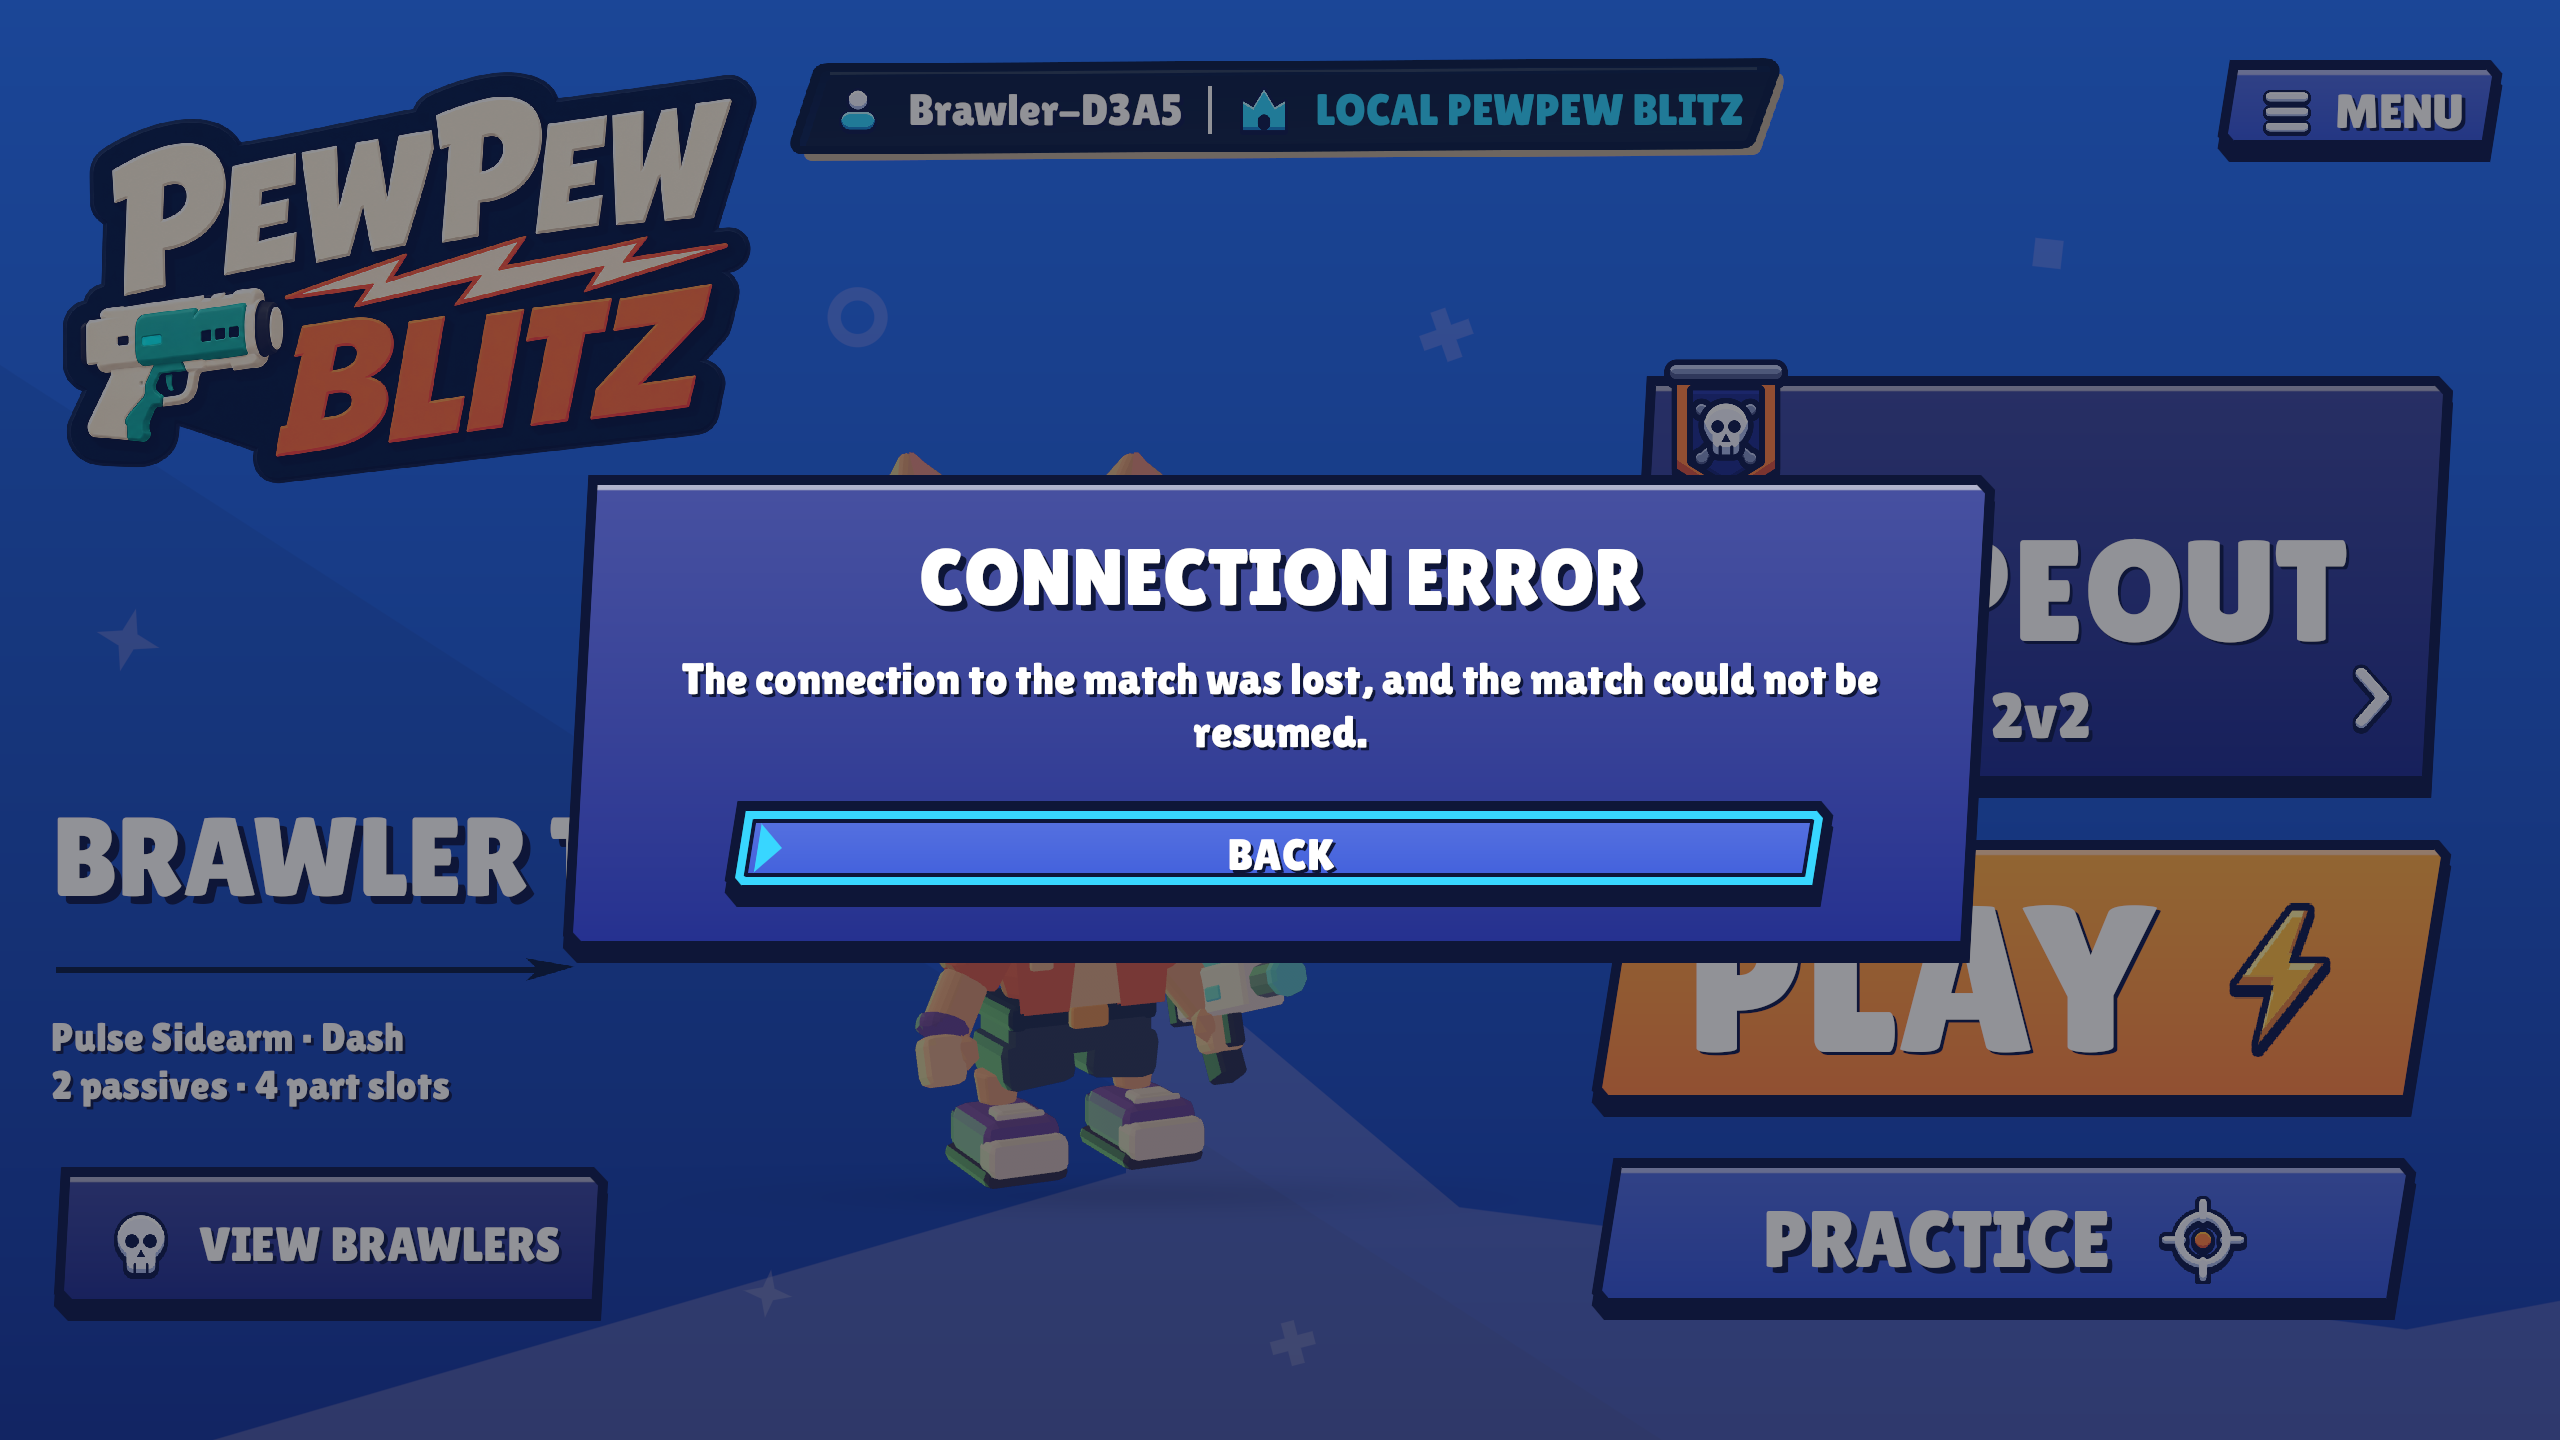 PEWPEW
BLITZ
Brawler-D3A5
LOCAL PEWPEW BLITZ
MENU
CONNECTION ERROR
The connection to the match was lost, and the match could not be
resumed.
BACK
2v2
BRAWLER
PLAY
Pulse Sidearm · Dash
2 passives · 4 part slots
VIEW BRAWLERS
PRACTICE